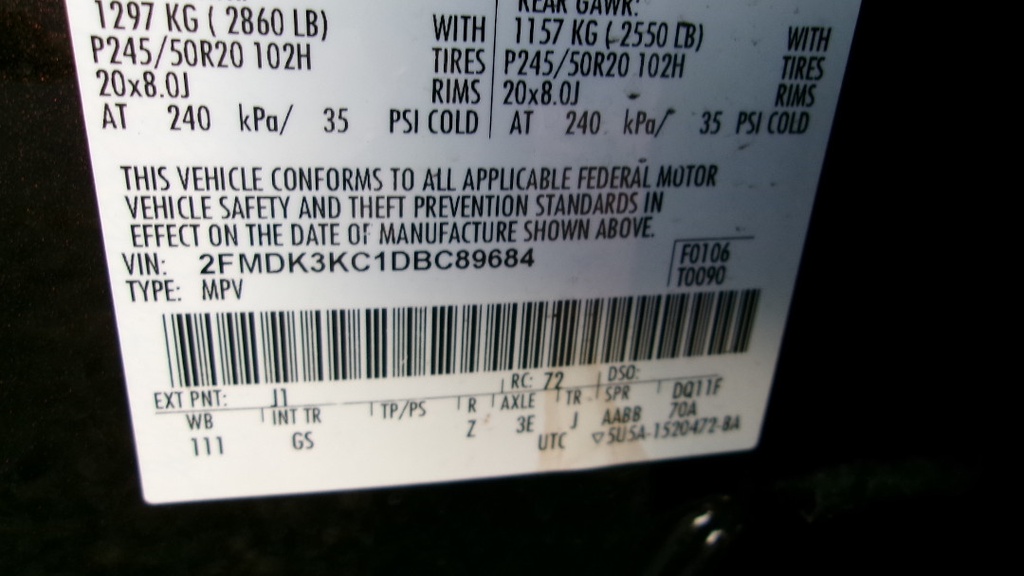 REAR GAWR:
1297 KG ( 2860 LB) WITH 1157 KG ( 2550 LB) WITH
P245/50R20 102H TIRES P245/50R20 102H TIRES
20x8.0J RIMS 20x8.0J RIMS
AT 240 kPa/ 35 PSI COLD AT 240 kPa/ 35 PSI COLD
THIS VEHICLE CONFORMS TO ALL APPLICABLE FEDERAL MOTOR
VEHICLE SAFETY AND THEFT PREVENTION STANDARDS IN
EFFECT ON THE DATE OF MANUFACTURE SHOWN ABOVE.
VIN: 2FMDK3KC1DBC89684 F0106
TYPE: MPV T0090
EXT PNT: J1 RC: 72 DSO:
WB INT TR TP/PS R AXLE TR SPR DQ11F
111 GS Z 3E J AABB 70A
UTC ▽5U5A-1520472-BA